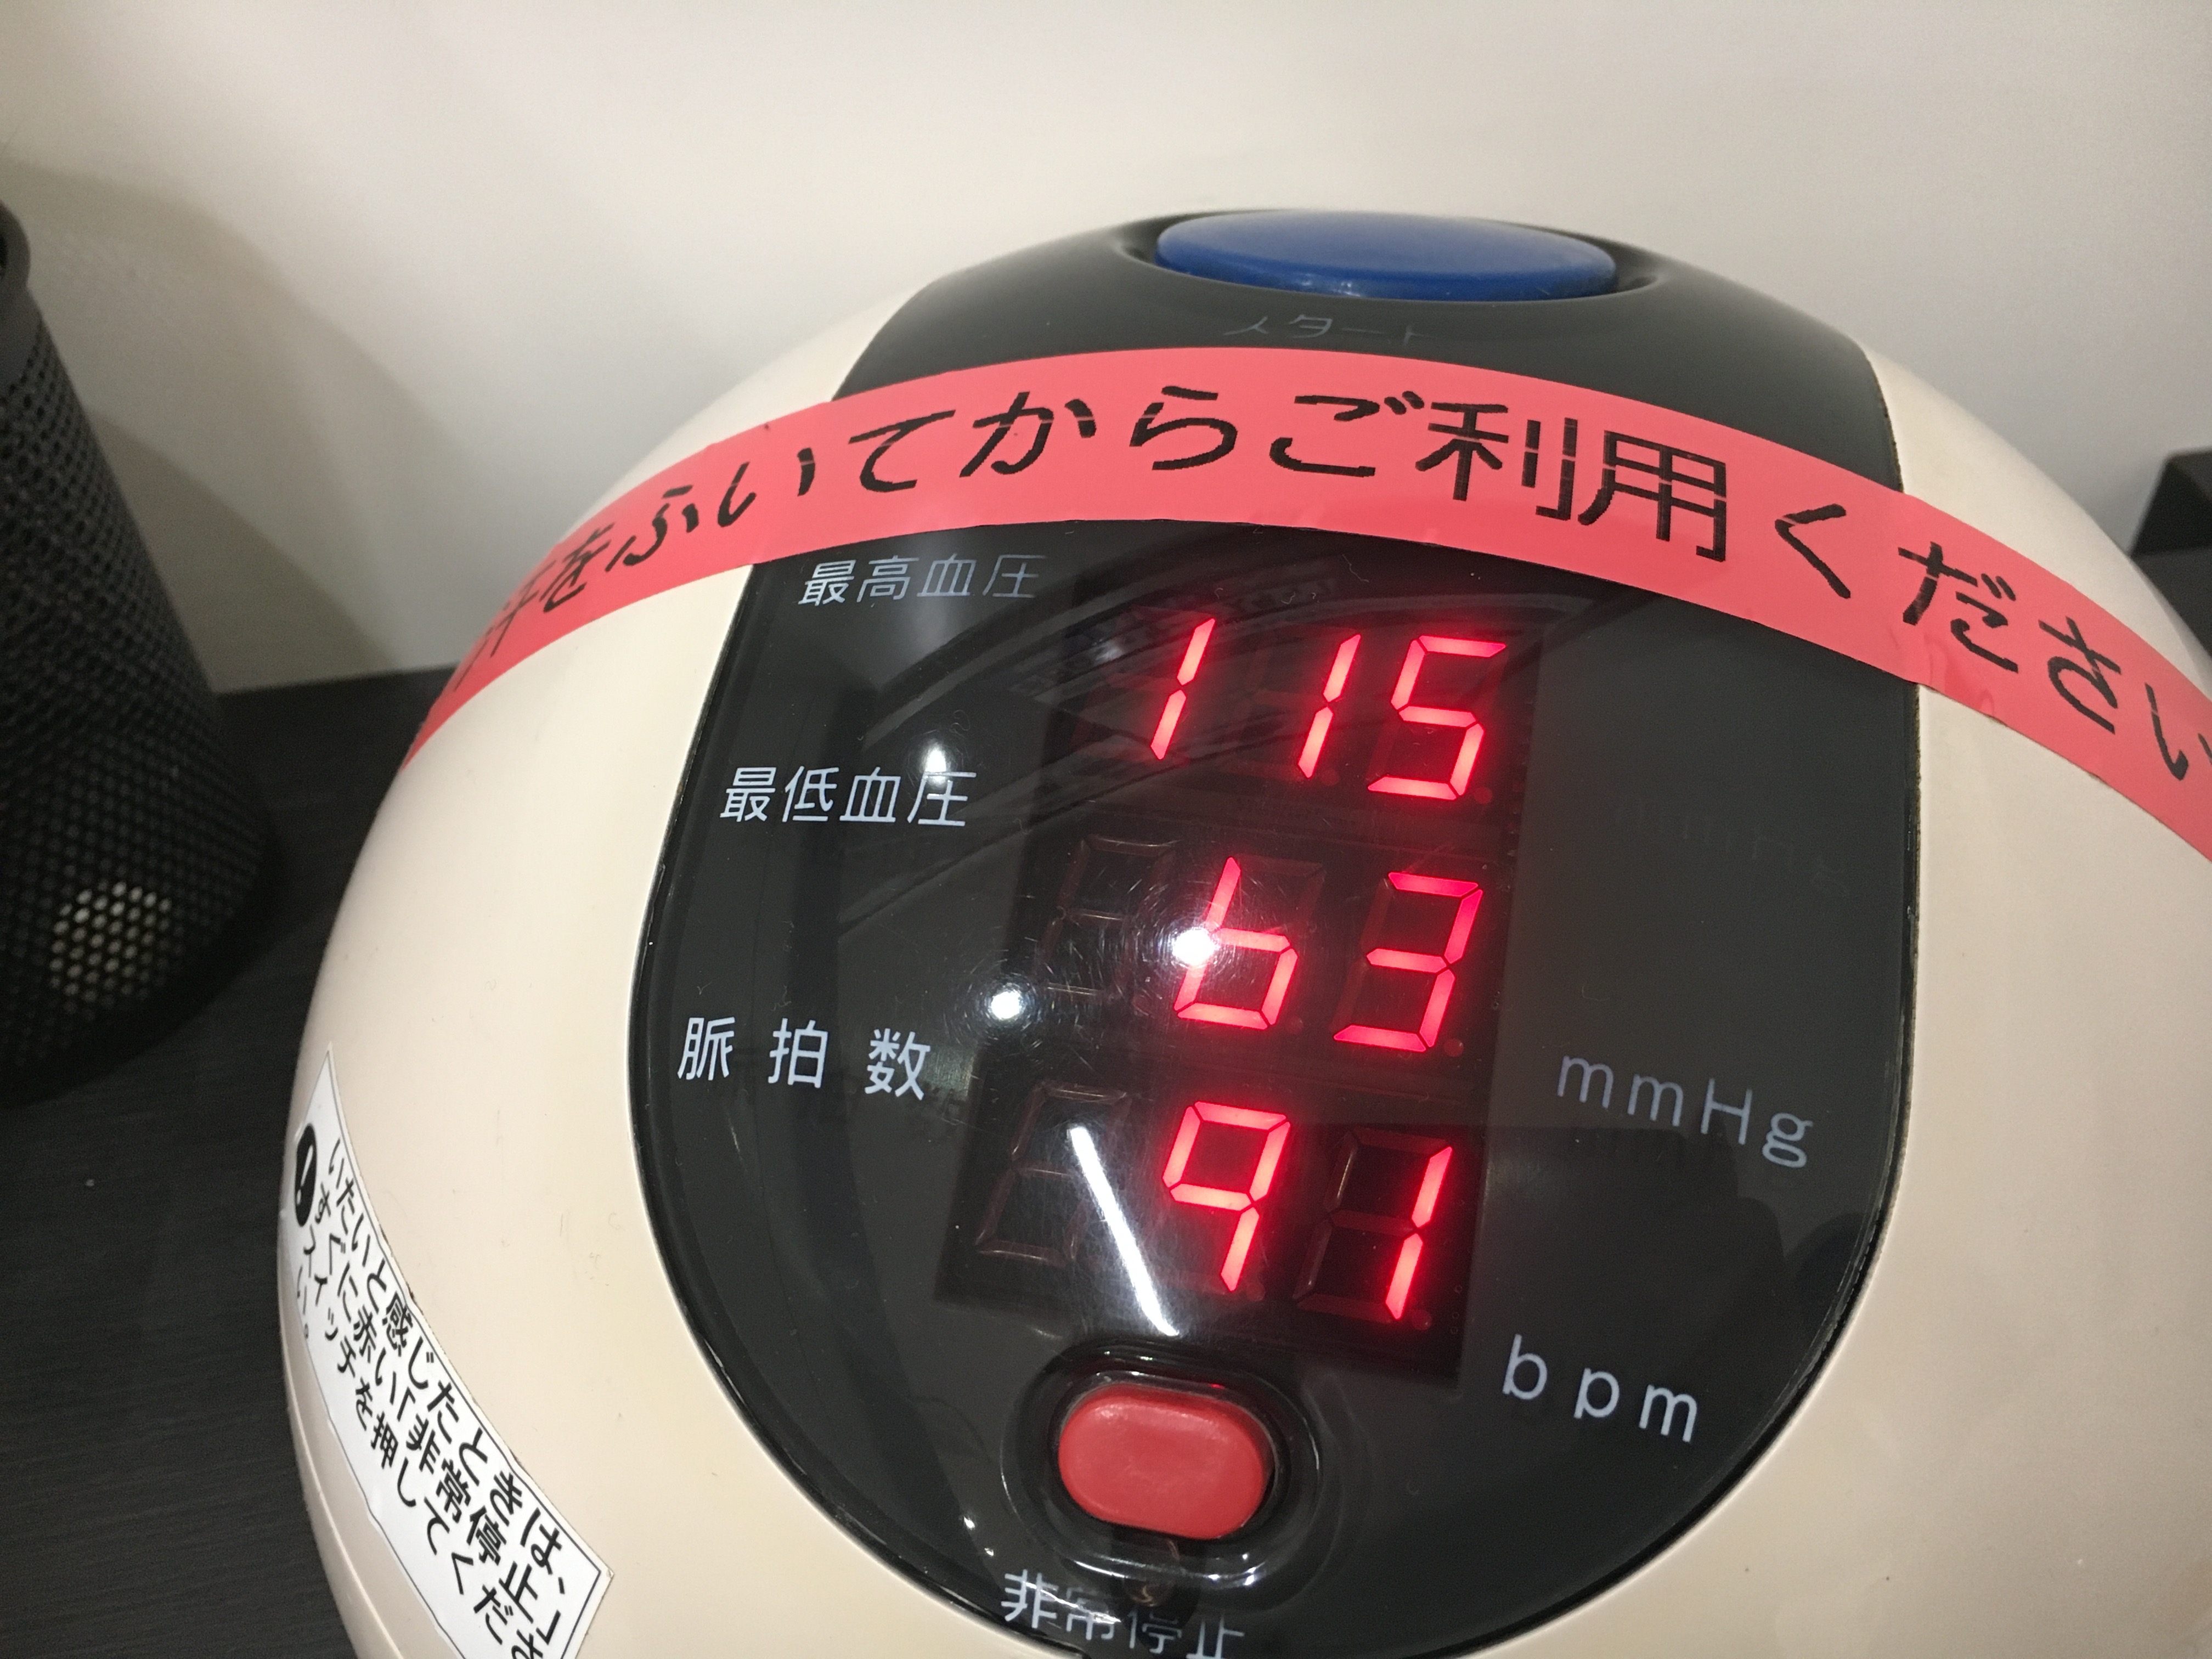 スタート
汗をふいてからご利用ください
最高血圧
115
最低血圧
63
mmHg
脈拍数
91
bpm
非常停止
いたいと感じたときは、
すぐに赤い「非常停止」
スイッチを押してくださ
い。